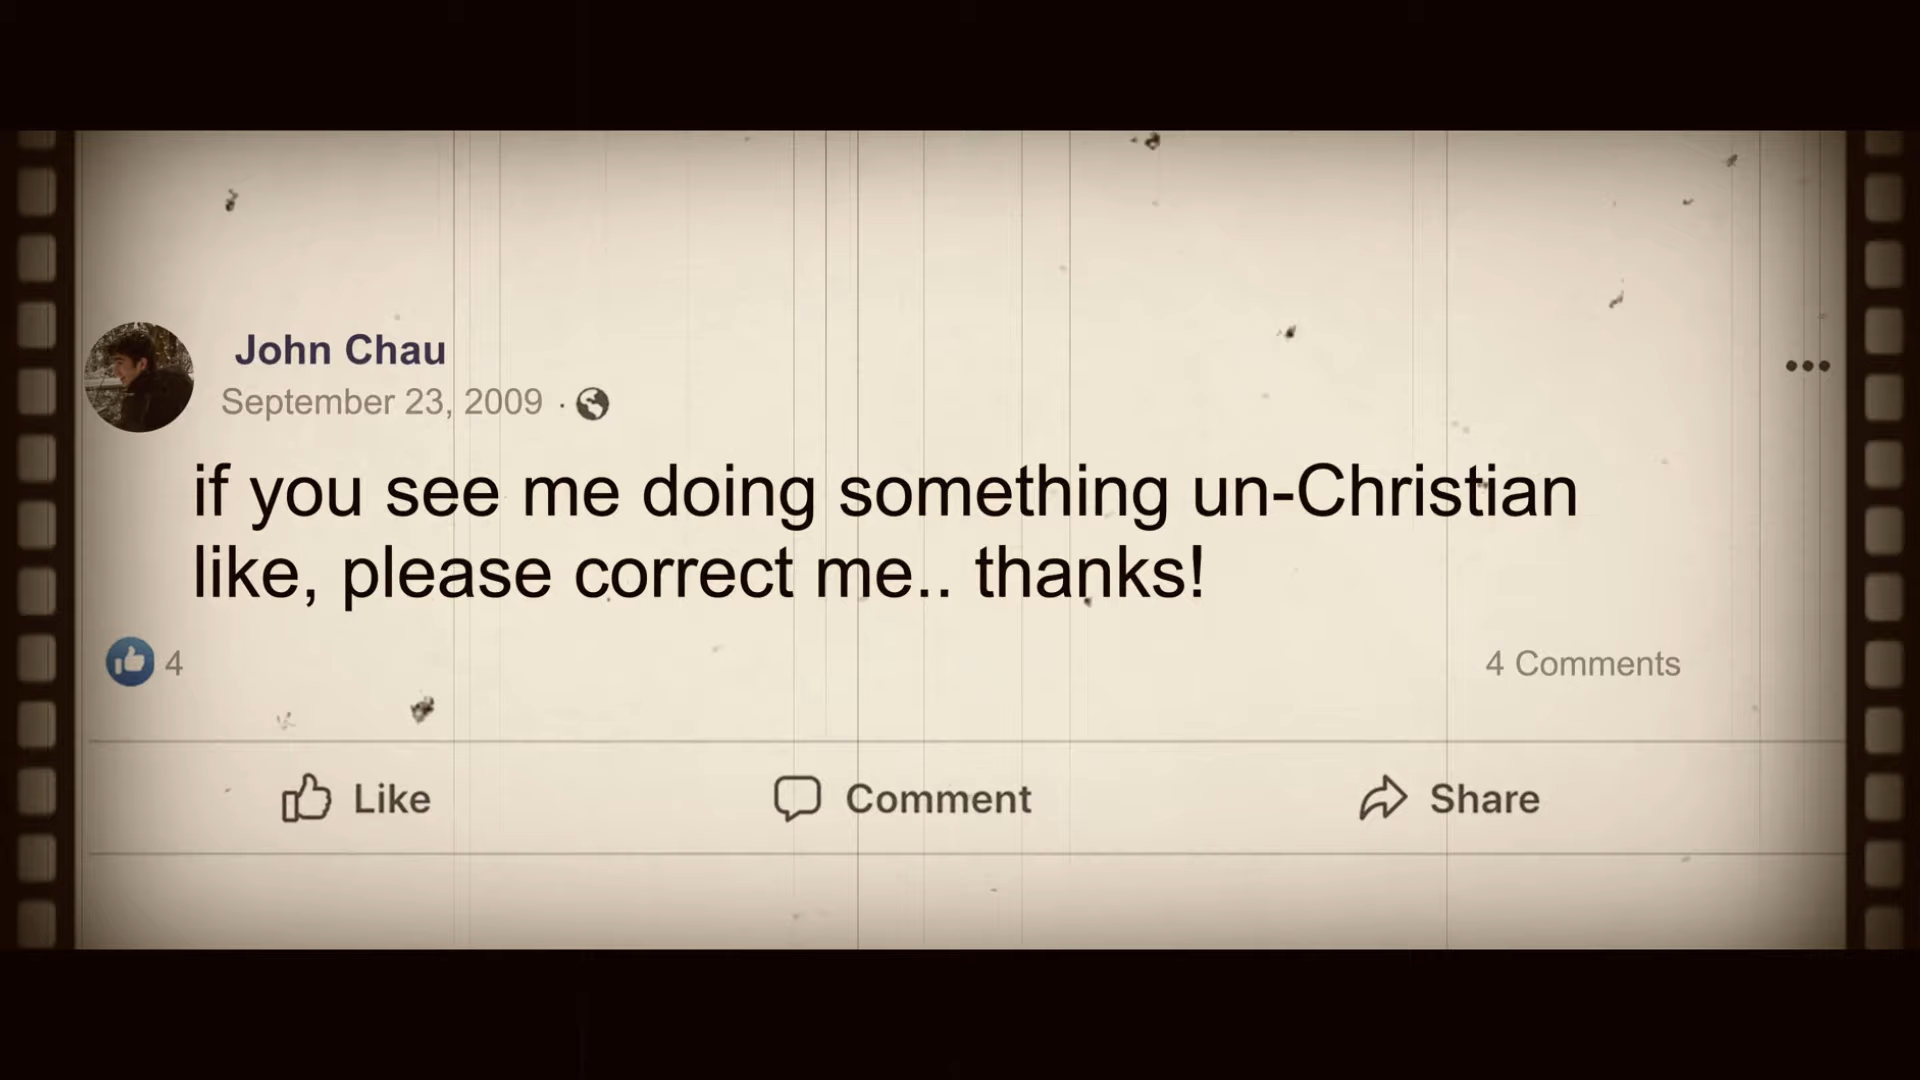 John Chau
September 23, 2009 ·
if you see me doing something un-Christian
like, please correct me.. thanks!
4
4 Comments
Like
Comment
Share